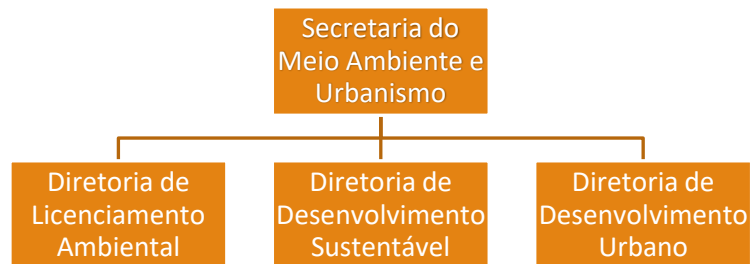 Secretaria do
Meio Ambiente e
Urbanismo
Diretoria de
Licenciamento
Ambiental
Diretoria de
Desenvolvimento
Sustentável
Diretoria de
Desenvolvimento
Urbano